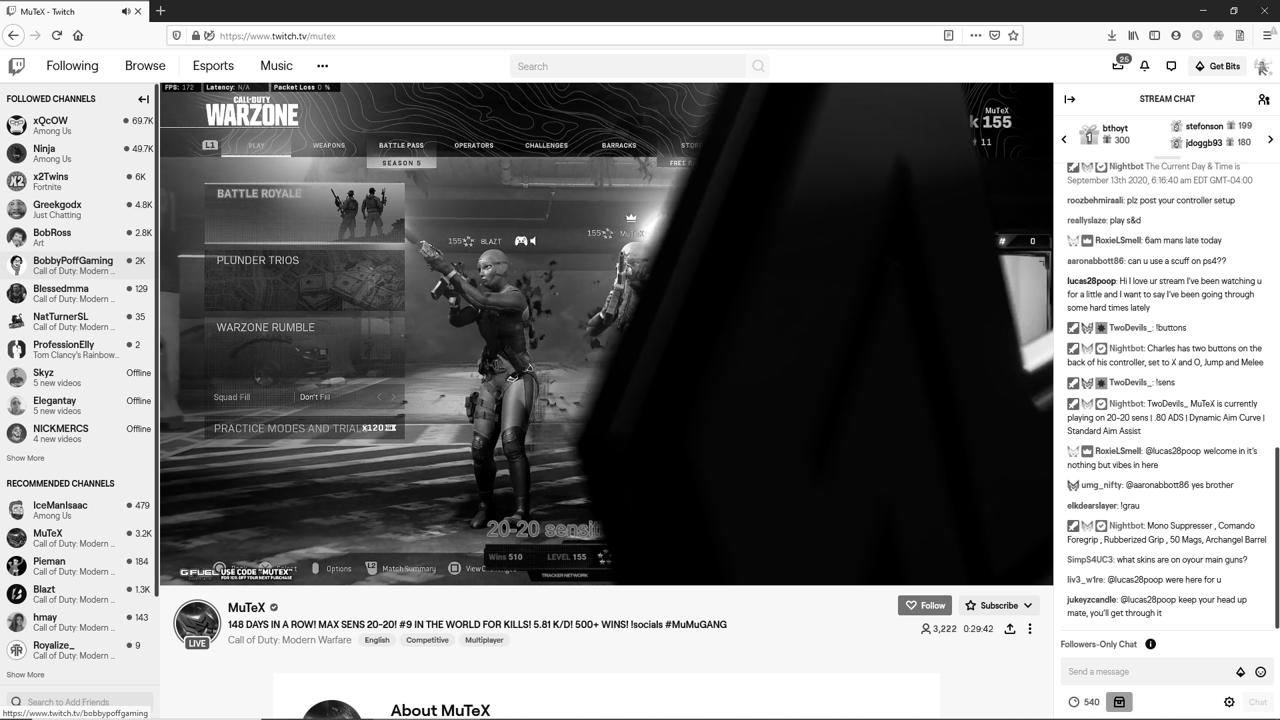 MuTeX - Twitch
https://www.twitch.tv/mutex
Following
Browse
Esports
Music
Search
25
Get Bits
FOLLOWED CHANNELS
xQcOW
69.7K
Among Us
Ninja
49.7K
Among Us
x2Twins
6K
Fortnite
Greekgodx
4.8K
Just Chatting
BobRoss
2.8K
Art
BobbyPoffGaming
2K
Call of Duty: Modern ...
Blessedmma
129
Call of Duty: Modern ...
NatTurnerSL
35
Call of Duty: Modern ...
ProfessionElly
2
Tom Clancy's Rainbow...
Skyz
Offline
5 new videos
Elegantay
Offline
5 new videos
NICKMERCS
Offline
4 new videos
Show More
RECOMMENDED CHANNELS
IceManIsaac
479
Among Us
MuTeX
3.2K
Call of Duty: Modern ...
Pieman
184
Call of Duty: Modern ...
Blazt
1.3K
Call of Duty: Modern ...
hmay
143
Call of Duty: Modern ...
Royalize_
9
Call of Duty: Modern ...
Show More
Search to Add Friends
https://www.twitch.tv/bobbypoffgaming
FPS: 172
Latency: N/A
Packet Loss 0 %
CALL OF DUTY
WARZONE
L1
PLAY
WEAPONS
BATTLE PASS
OPERATORS
CHALLENGES
BARRACKS
SEASON 5
MuTeX
k 155
11
BATTLE ROYALE
PLUNDER TRIOS
WARZONE RUMBLE
Squad Fill
Don't Fill
PRACTICE MODES AND TRIAL
x120
155
BLAZT
155
MuTeX
# 0
20-20 sensit
Wins 510
LEVEL 155
TRACKER NETWORK
Options
L2
Match Summary
G FUEL USE CODE "MUTEX"
FOR 10% OFF YOUR NEXT PURCHASE
LIVE
MuTeX
148 DAYS IN A ROW! MAX SENS 20-20! #9 IN THE WORLD FOR KILLS! 5.81 K/D! 500+ WINS! !socials #MuMuGANG
Call of Duty: Modern Warfare
English
Competitive
Multiplayer
Follow
Subscribe
3,222
0:29:42
About MuTeX
STREAM CHAT
1
bthoyt
300
stefonson 199
jdoggb93 180
Nightbot The Current Day & Time is
September 13th 2020, 6:16:40 am EDT GMT-04:00
roozbehmiraali: plz post your controller setup
reallyslaze: play s&d
RoxieLSmell: 6am mans late today
aaronabbott86: can u use a scuff on ps4??
lucas28poop: Hi I love ur stream I've been watching u
for a little and I want to say I've been going through
some hard times lately
TwoDevils_: !buttons
Nightbot: Charles has two buttons on the
back of his controller, set to X and O, Jump and Melee
TwoDevils_: !sens
Nightbot: TwoDevils_ MuTeX is currently
playing on 20-20 sens | .80 ADS | Dynamic Aim Curve |
Standard Aim Assist
RoxieLSmell: @lucas28poop welcome in it's
nothing but vibes in here
umg_nifty: @aaronabbott86 yes brother
elkdearslayer: !grau
Nightbot: Mono Suppresser , Comando
Foregrip , Rubberized Grip , 50 Mags, Archangel Barrel
SimpS4UC3: what skins are on oyour main guns?
liv3_w1re: @lucas28poop were here for u
jukeyzcandle: @lucas28poop keep your head up
mate, you'll get through it
Followers-Only Chat
Send a message
540
Chat